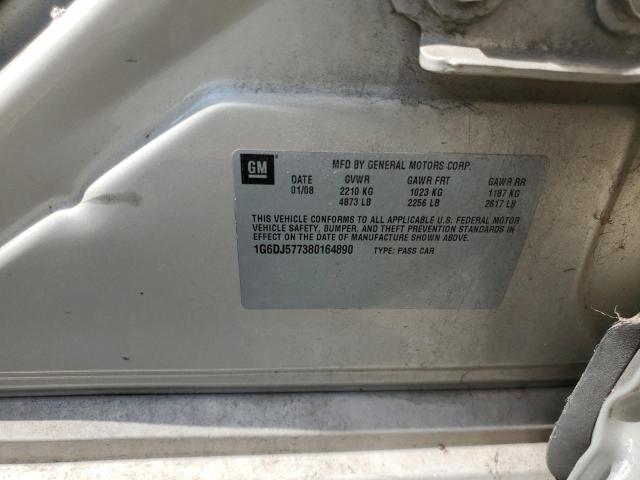 GM
MFD BY GENERAL MOTORS CORP.
DATE GVWR GAWR FRT GAWR RR
01/08 2210 KG 1023 KG 1187 KG
4873 LB 2256 LB 2617 LB
THIS VEHICLE CONFORMS TO ALL APPLICABLE U.S. FEDERAL MOTOR
VEHICLE SAFETY, BUMPER, AND THEFT PREVENTION STANDARDS IN
EFFECT ON THE DATE OF MANUFACTURE SHOWN ABOVE.
1G6DJ577380164890 TYPE: PASS CAR